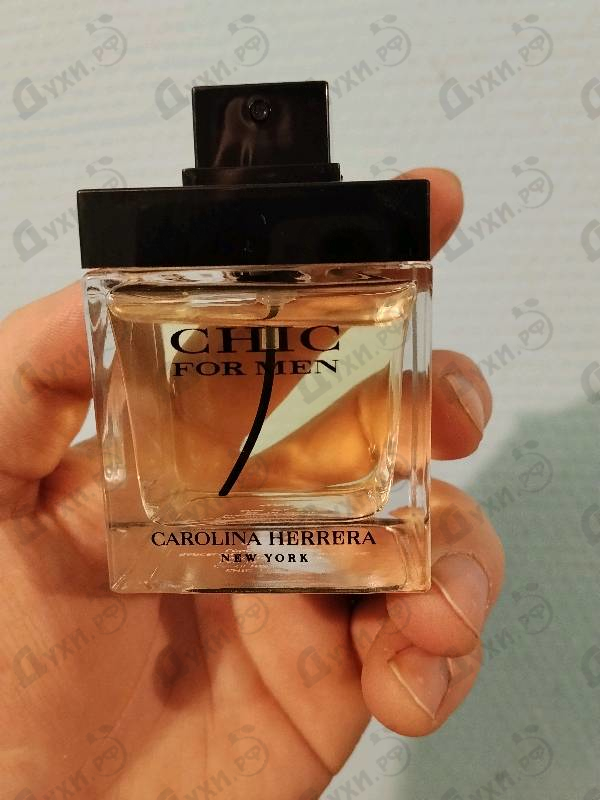 CHIC
FOR MEN
CAROLINA HERRERA
NEW YORK
Духи.РФ